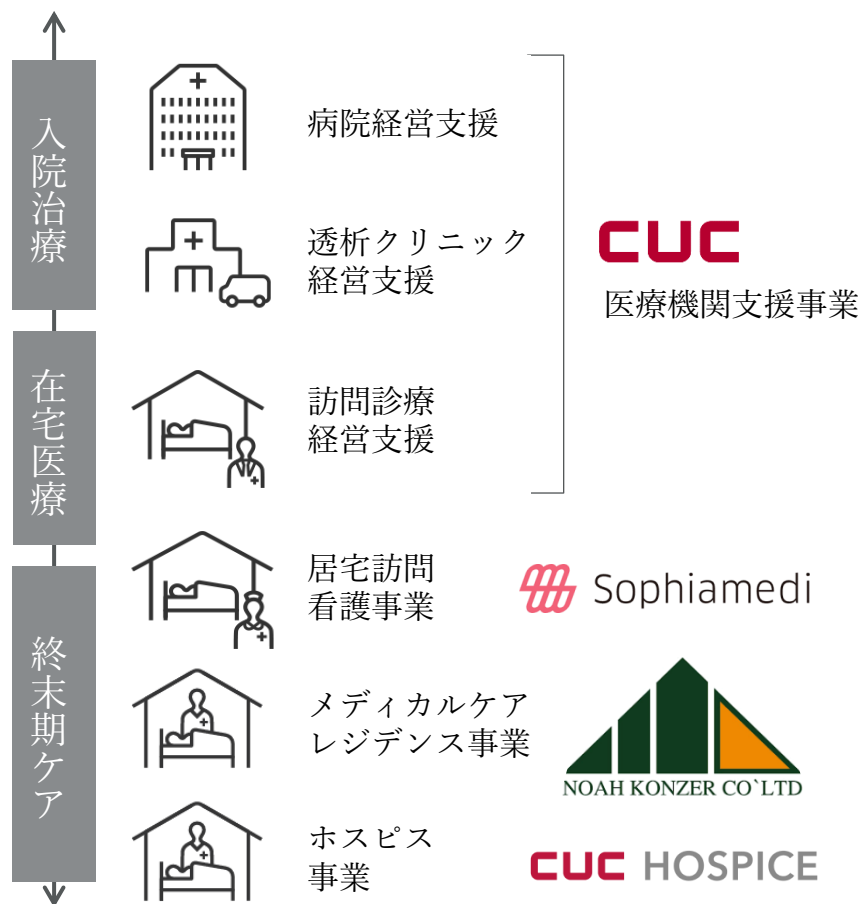 入院治療
病院経営支援
透析クリニック
経営支援
CUC
医療機関支援事業
在宅医療
訪問診療
経営支援
居宅訪問
看護事業
Sophiamedi
終末期ケア
メディカルケア
レジデンス事業
NOAH KONZER CO`LTD
ホスピス
事業
CUC HOSPICE